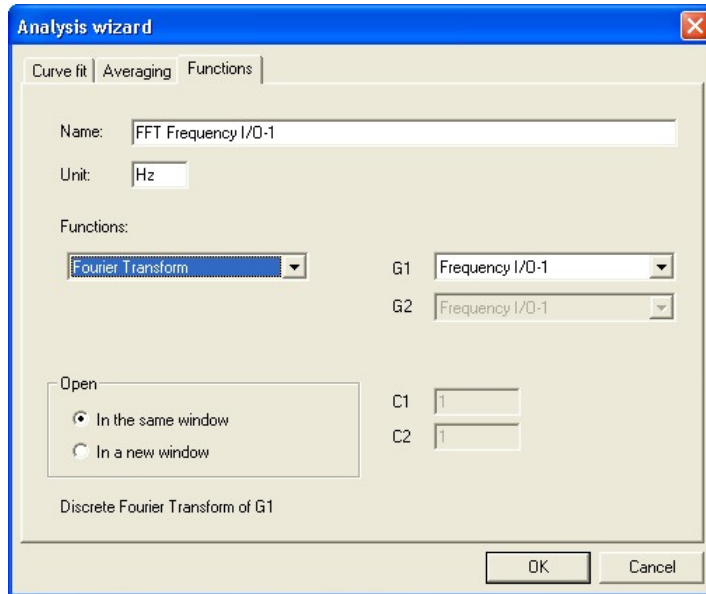 Analysis wizard
Curve fit Averaging Functions
Name: FFT Frequency I/O-1
Unit: Hz
Functions:
Fourier Transform
G1 Frequency I/O-1
G2 Frequency I/O-1
Open
In the same window
In a new window
C1 1
C2 1
Discrete Fourier Transform of G1
OK Cancel